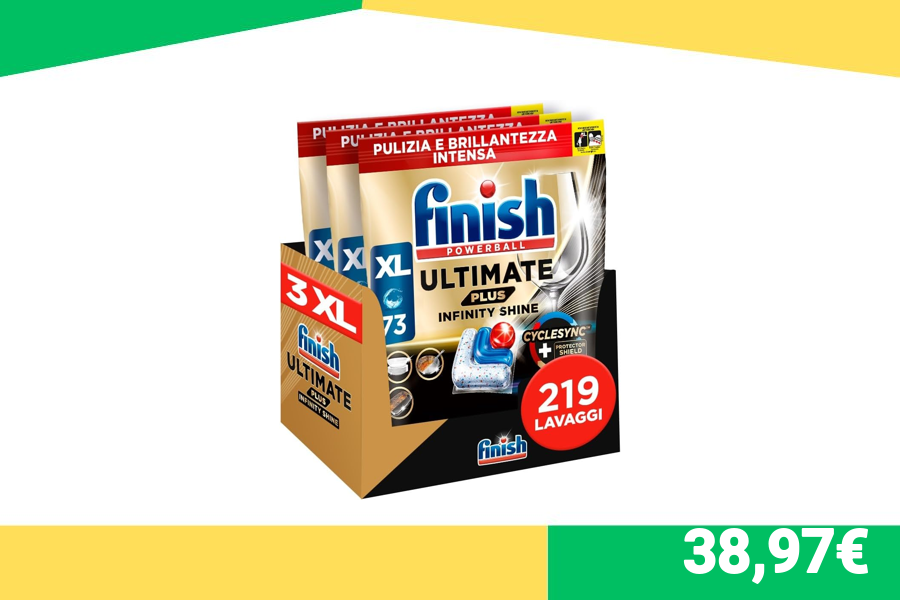 PULIZIA E BRILLANTEZZA
PULIZIA E BRILLANTEZZA
PULIZIA E BRILLANTEZZA
INTENSA
finish
POWERBALL
XL
73
ULTIMATE
PLUS
INFINITY SHINE
CYCLESYNC™
+ PROTECTOR
SHIELD
3 XL
finish
ULTIMATE
PLUS
INFINITY SHINE
219
LAVAGGI
finish
38,97€